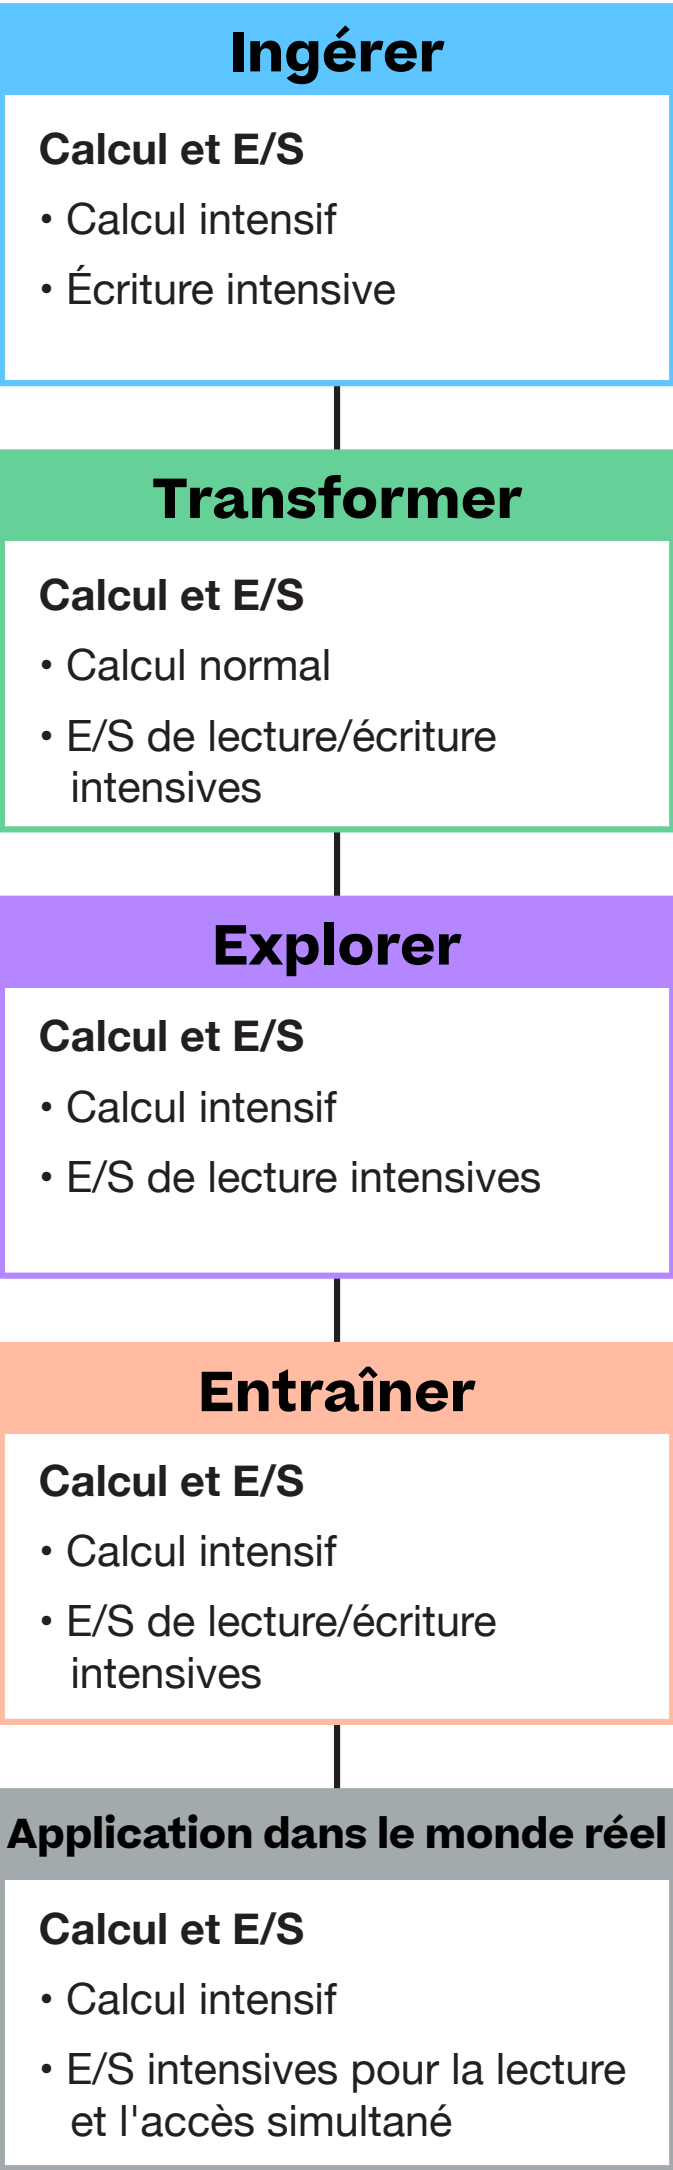 Ingérer
Calcul et E/S
• Calcul intensif
• Écriture intensive
Transformer
Calcul et E/S
• Calcul normal
• E/S de lecture/écriture
intensives
Explorer
Calcul et E/S
• Calcul intensif
• E/S de lecture intensives
Entraîner
Calcul et E/S
• Calcul intensif
• E/S de lecture/écriture
intensives
Application dans le monde réel
Calcul et E/S
• Calcul intensif
• E/S intensives pour la lecture
et l'accès simultané